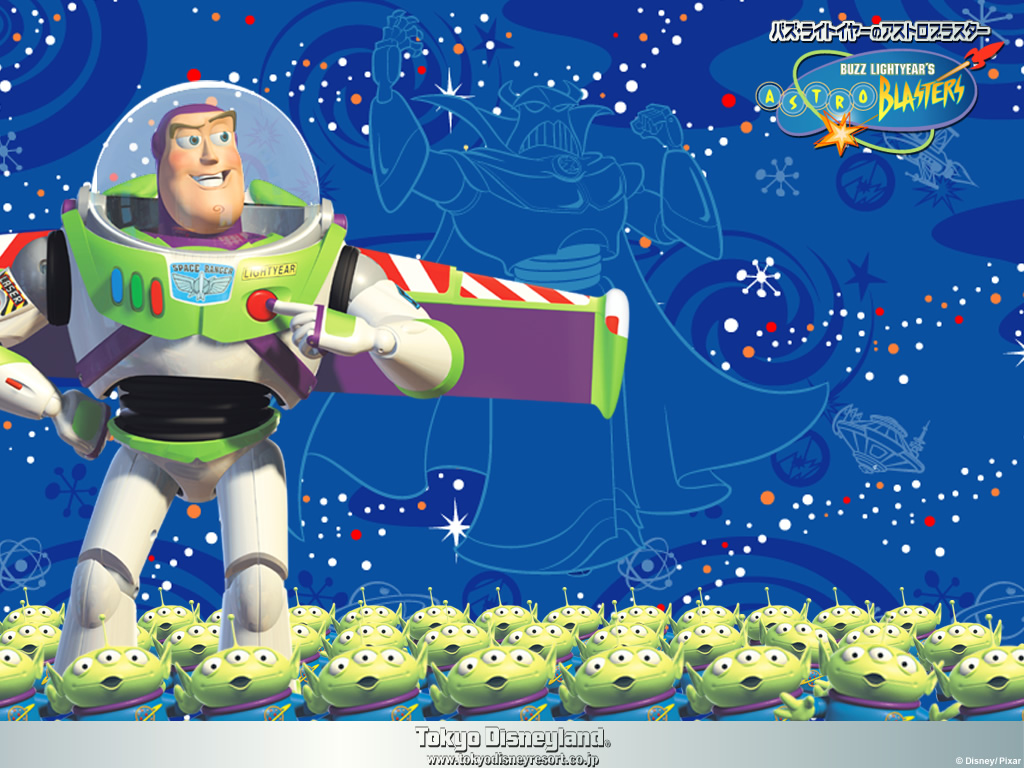 バズ・ライトイヤーのアストロブラスター
BUZZ LIGHTYEAR'S
ASTRO BLASTERS
SPACE RANGER
LIGHTYEAR
LASER
Tokyo Disneyland®
www.tokyodisneyresort.co.jp
© Disney/Pixar